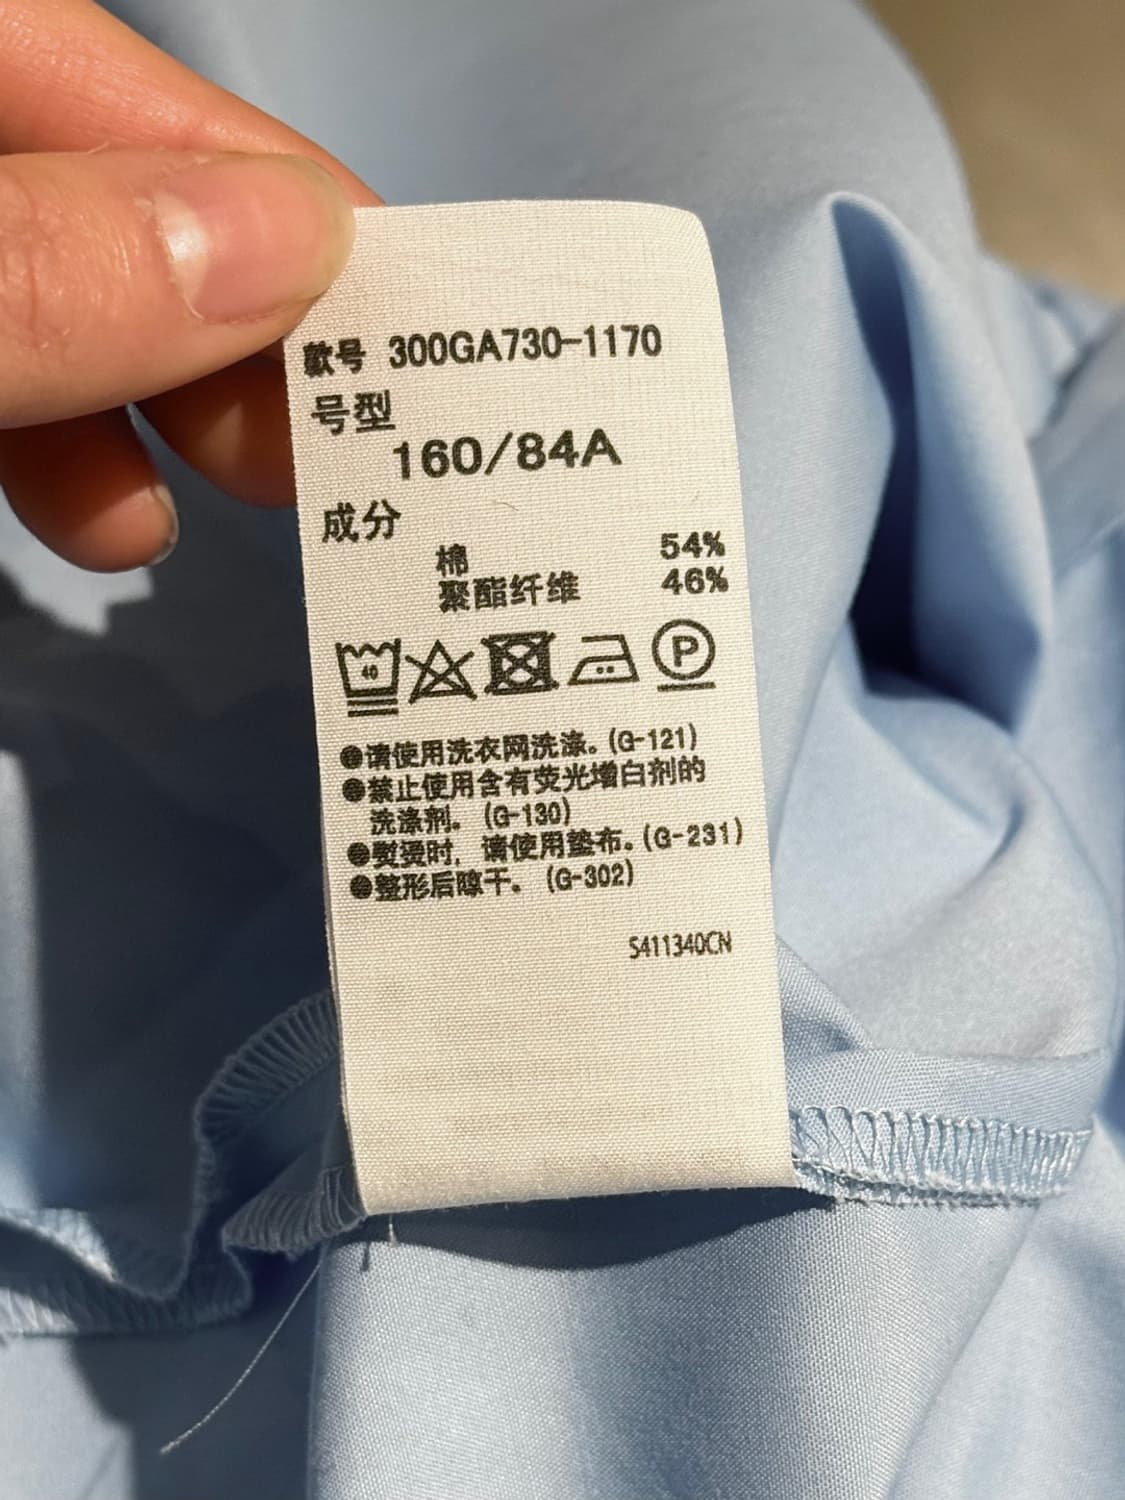 款号 300GA730-1170
号型
160/84A
成分
棉 54%
聚酯纤维 46%
40
P
●请使用洗衣网洗涤。(G-121)
●禁止使用含有荧光增白剂的
洗涤剂。(G-130)
●熨烫时，请使用垫布。(G-231)
●整形后晾干。(G-302)
S411340CN